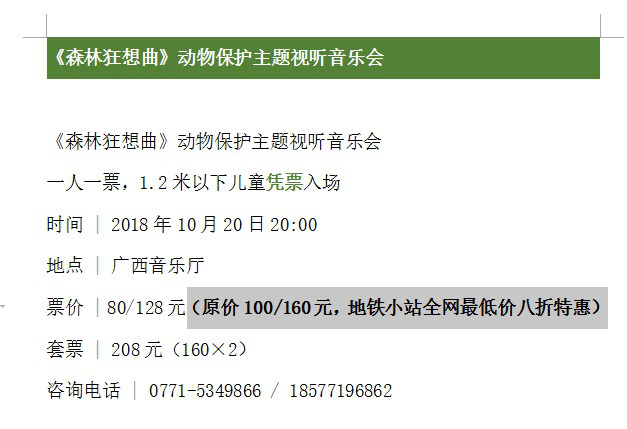 《森林狂想曲》动物保护主题视听音乐会
《森林狂想曲》动物保护主题视听音乐会
一人一票，1.2 米以下儿童凭票入场
时间 | 2018 年 10 月 20 日 20:00
地点 | 广西音乐厅
票价 | 80/128 元（原价 100/160 元，地铁小站全网最低价八折特惠）
套票 | 208 元（160×2）
咨询电话 | 0771-5349866 / 18577196862